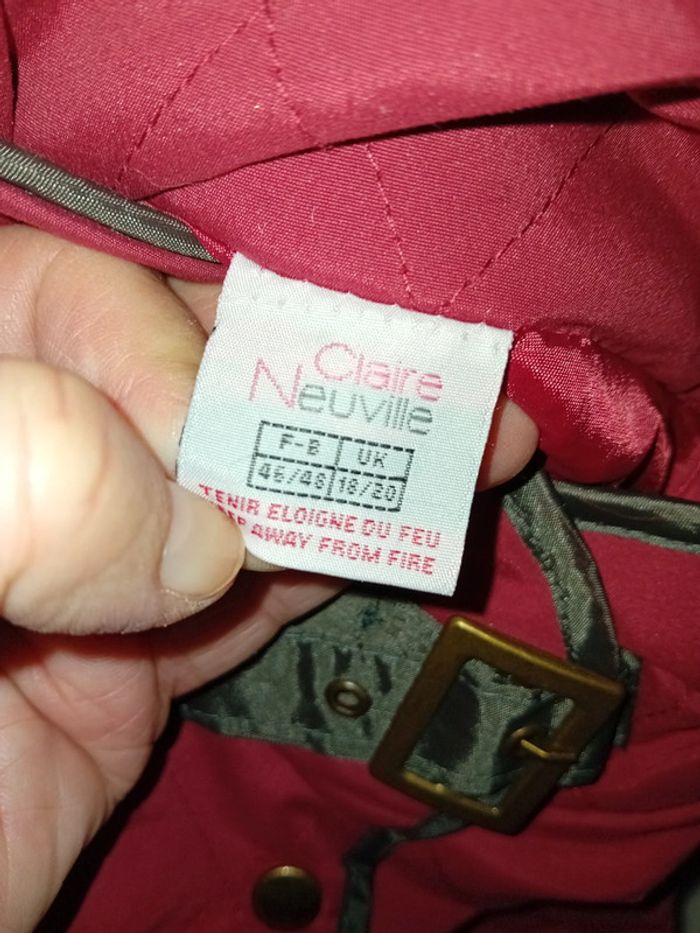 Claire
Neuville
F-B UK
46/48 18/20
TENIR ELOIGNE DU FEU
AWAY FROM FIRE